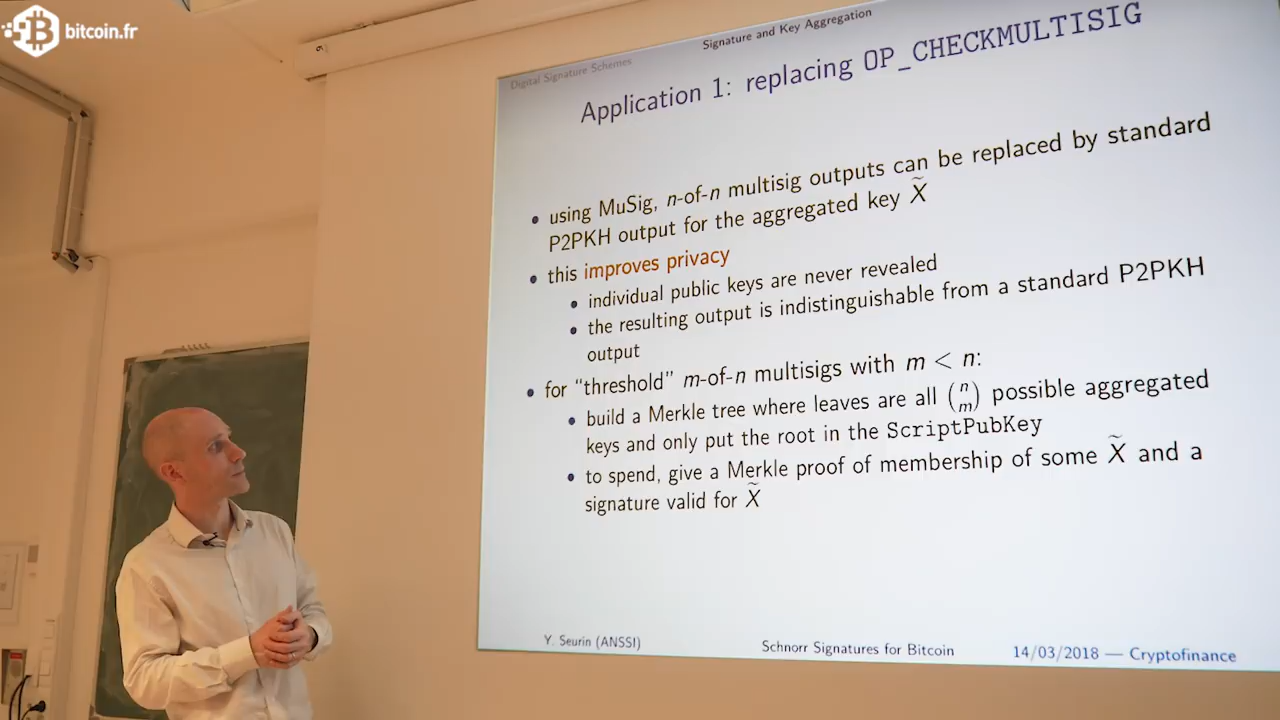 bitcoin.fr
Digital Signature Schemes
Signature and Key Aggregation
Application 1: replacing OP_CHECKMULTISIG
• using MuSig, n-of-n multisig outputs can be replaced by standard
P2PKH output for the aggregated key X̃
• this improves privacy
• individual public keys are never revealed
• the resulting output is indistinguishable from a standard P2PKH
output
• for “threshold” m-of-n multisigs with m < n:
• build a Merkle tree where leaves are all (n m) possible aggregated
keys and only put the root in the ScriptPubKey
• to spend, give a Merkle proof of membership of some X̃ and a
signature valid for X̃
Y. Seurin (ANSSI)
Schnorr Signatures for Bitcoin
14/03/2018 — Cryptofinance